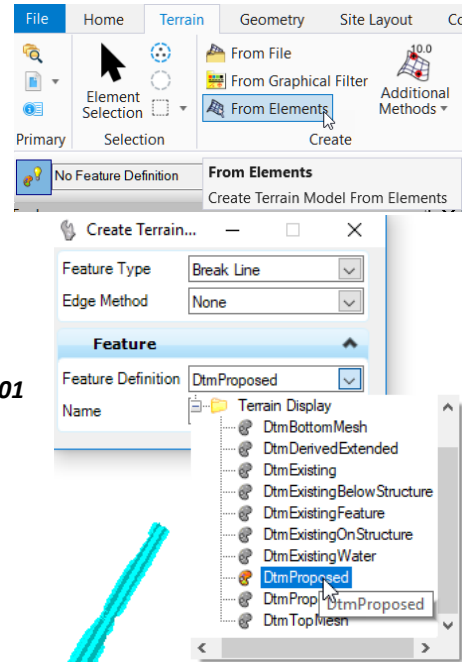 File Home Terrain Geometry Site Layout Co
From File
From Graphical Filter
From Elements
Element
Selection
10.0
Additional
Methods
Primary Selection Create
No Feature Definition
From Elements
Create Terrain Model From Elements
Create Terrain...
Feature Type Break Line
Edge Method None
Feature
01
Feature Definition DtmProposed
Name
Terrain Display
DtmBottomMesh
DtmDerivedExtended
DtmExisting
DtmExistingBelowStructure
DtmExistingFeature
DtmExistingOnStructure
DtmExistingWater
DtmProposed
DtmProp DtmProposed
DtmTopMesh